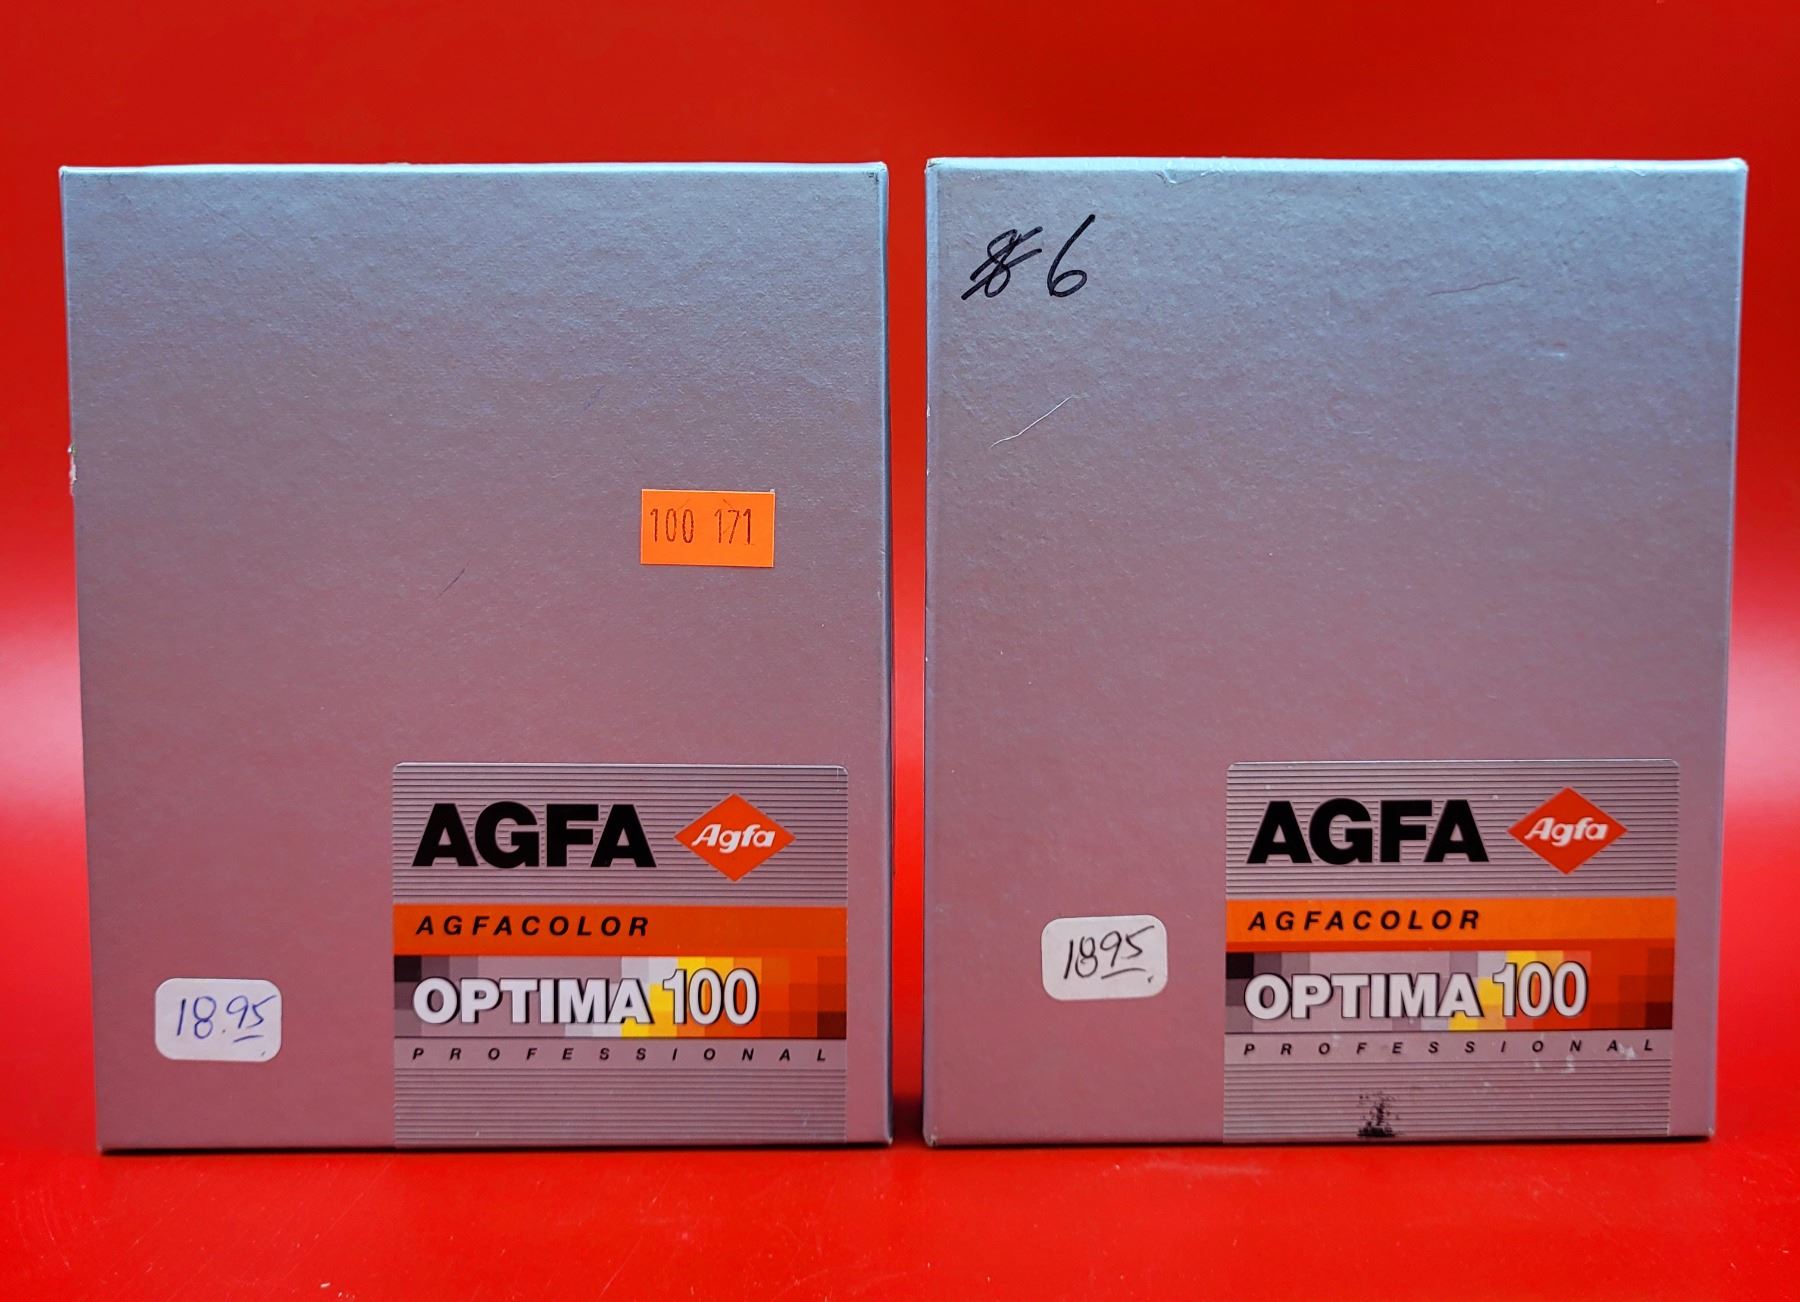 100 171
AGFA Agfa
AGFACOLOR
OPTIMA 100
PROFESSIONAL
18.95
6
AGFA Agfa
AGFACOLOR
OPTIMA 100
PROFESSIONAL
1895